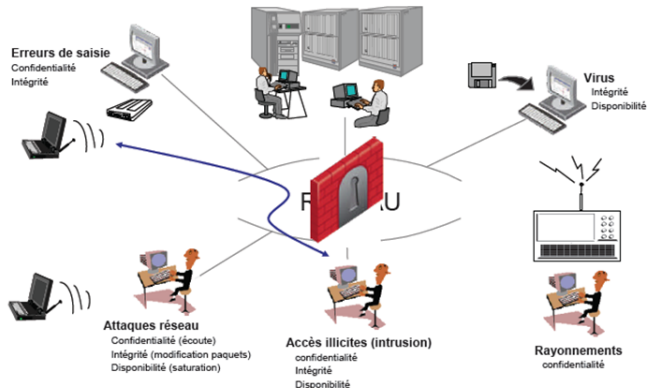 Erreurs de saisie
Confidentialité
Intégrité
Virus
Intégrité
Disponibilité
R AU
Attaques réseau
Confidentialité (écoute)
Intégrité (modification paquets)
Disponibilité (saturation)
Accès illicites (intrusion)
confidentialité
Intégrité
Disponibilité
Rayonnements
confidentialité